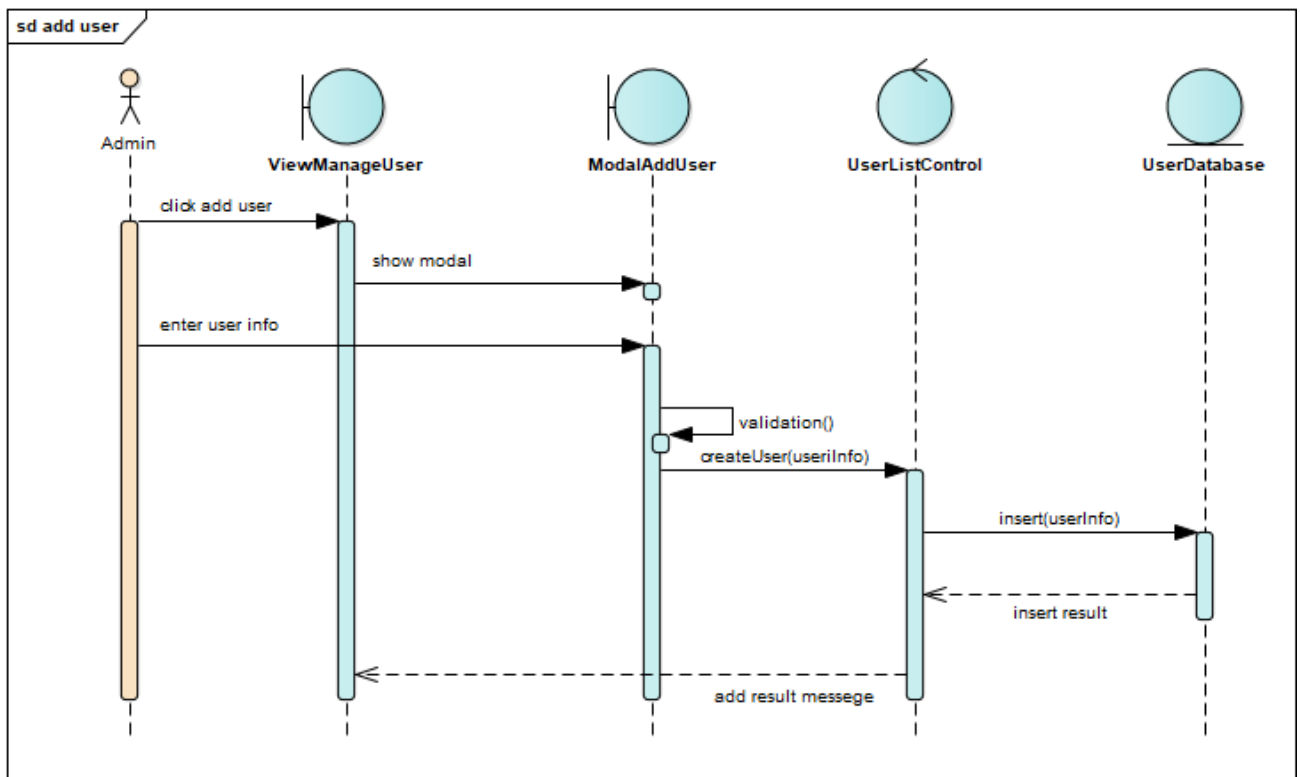 sd add user
Admin
ViewManageUser
ModalAddUser
UserListControl
UserDatabase
click add user
show modal
enter user info
validation()
createUser(useriInfo)
insert(userInfo)
insert result
add result messege